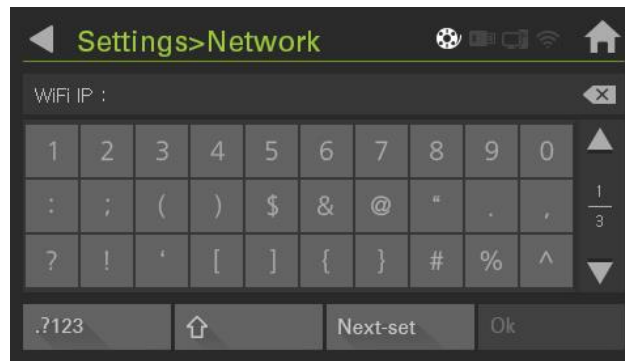 Settings>Network
WiFi IP :
1 2 3 4 5 6 7 8 9 0
: ; ( ) $ & @ “ . ,
1
3
? ! ‘ [ ] { } # % ^
.?123 Next-set Ok